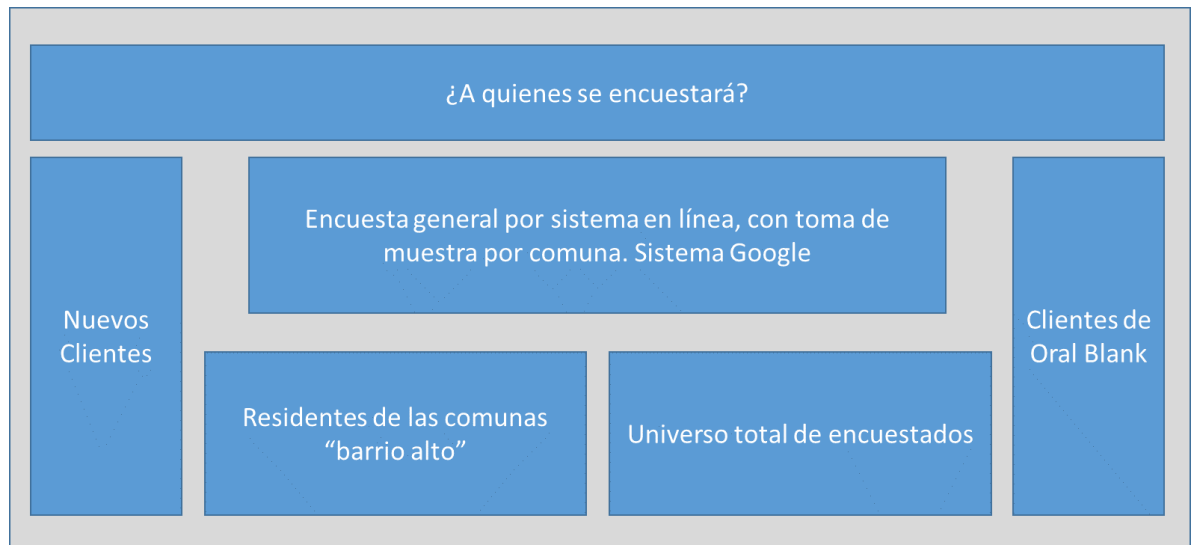 ¿A quienes se encuestará?
Nuevos
Clientes
Encuesta general por sistema en línea, con toma de
muestra por comuna. Sistema Google
Residentes de las comunas
“barrio alto”
Universo total de encuestados
Clientes de
Oral Blank